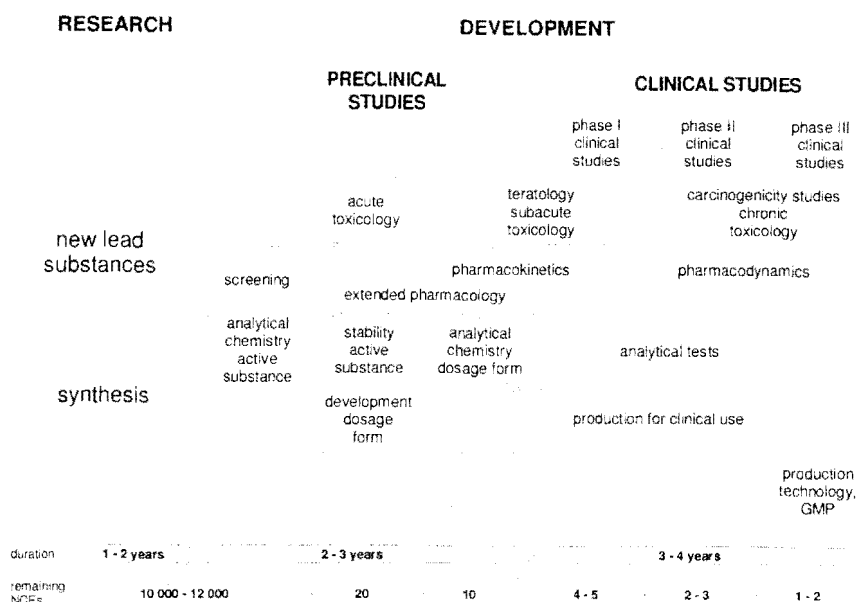 RESEARCH
DEVELOPMENT
PRECLINICAL
STUDIES
CLINICAL STUDIES
phase I
clinical
studies
phase II
clinical
studies
phase III
clinical
studies
acute
toxicology
teratology
subacute
toxicology
carcinogenicity studies
chronic
toxicology
new lead
substances
screening
pharmacokinetics
pharmacodynamics
extended pharmacology
analytical
chemistry
active
substance
stability
active
substance
analytical
chemistry
dosage form
analytical tests
synthesis
development
dosage
form
production for clinical use
production
technology,
GMP
duration 1 - 2 years 2 - 3 years 3 - 4 years
remaining
NCEs 10 000 - 12 000 20 10 4 - 5 2 - 3 1 - 2